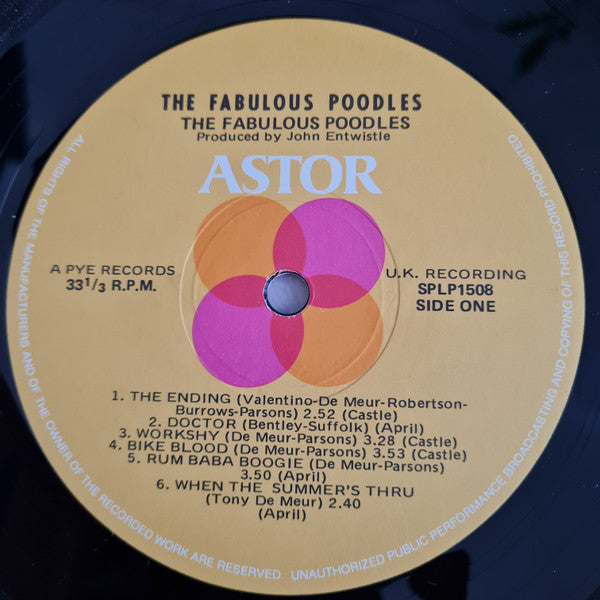 THE FABULOUS POODLES
THE FABULOUS POODLES
Produced by John Entwistle
ASTOR
A PYE RECORDS
33 1/3 R.P.M.
U.K. RECORDING
SPLP1508
SIDE ONE
1. THE ENDING (Valentino-De Meur-Robertson-
Burrows-Parsons) 2.52 (Castle)
2. DOCTOR (Bentley-Suffolk) (April)
3. WORKSHY (De Meur-Parsons) 3.28 (Castle)
4. BIKE BLOOD (De Meur-Parsons) 3.53 (Castle)
5. RUM BABA BOOGIE (De Meur-Parsons)
3.50 (April)
6. WHEN THE SUMMER'S THRU
(Tony De Meur) 2.40
(April)
ALL RIGHTS OF THE MANUFACTURERS AND OF THE OWNER OF THE RECORDED WORK ARE RESERVED. UNAUTHORIZED PUBLIC PERFORMANCE BROADCASTING AND COPYING OF THIS RECORD PROHIBITED